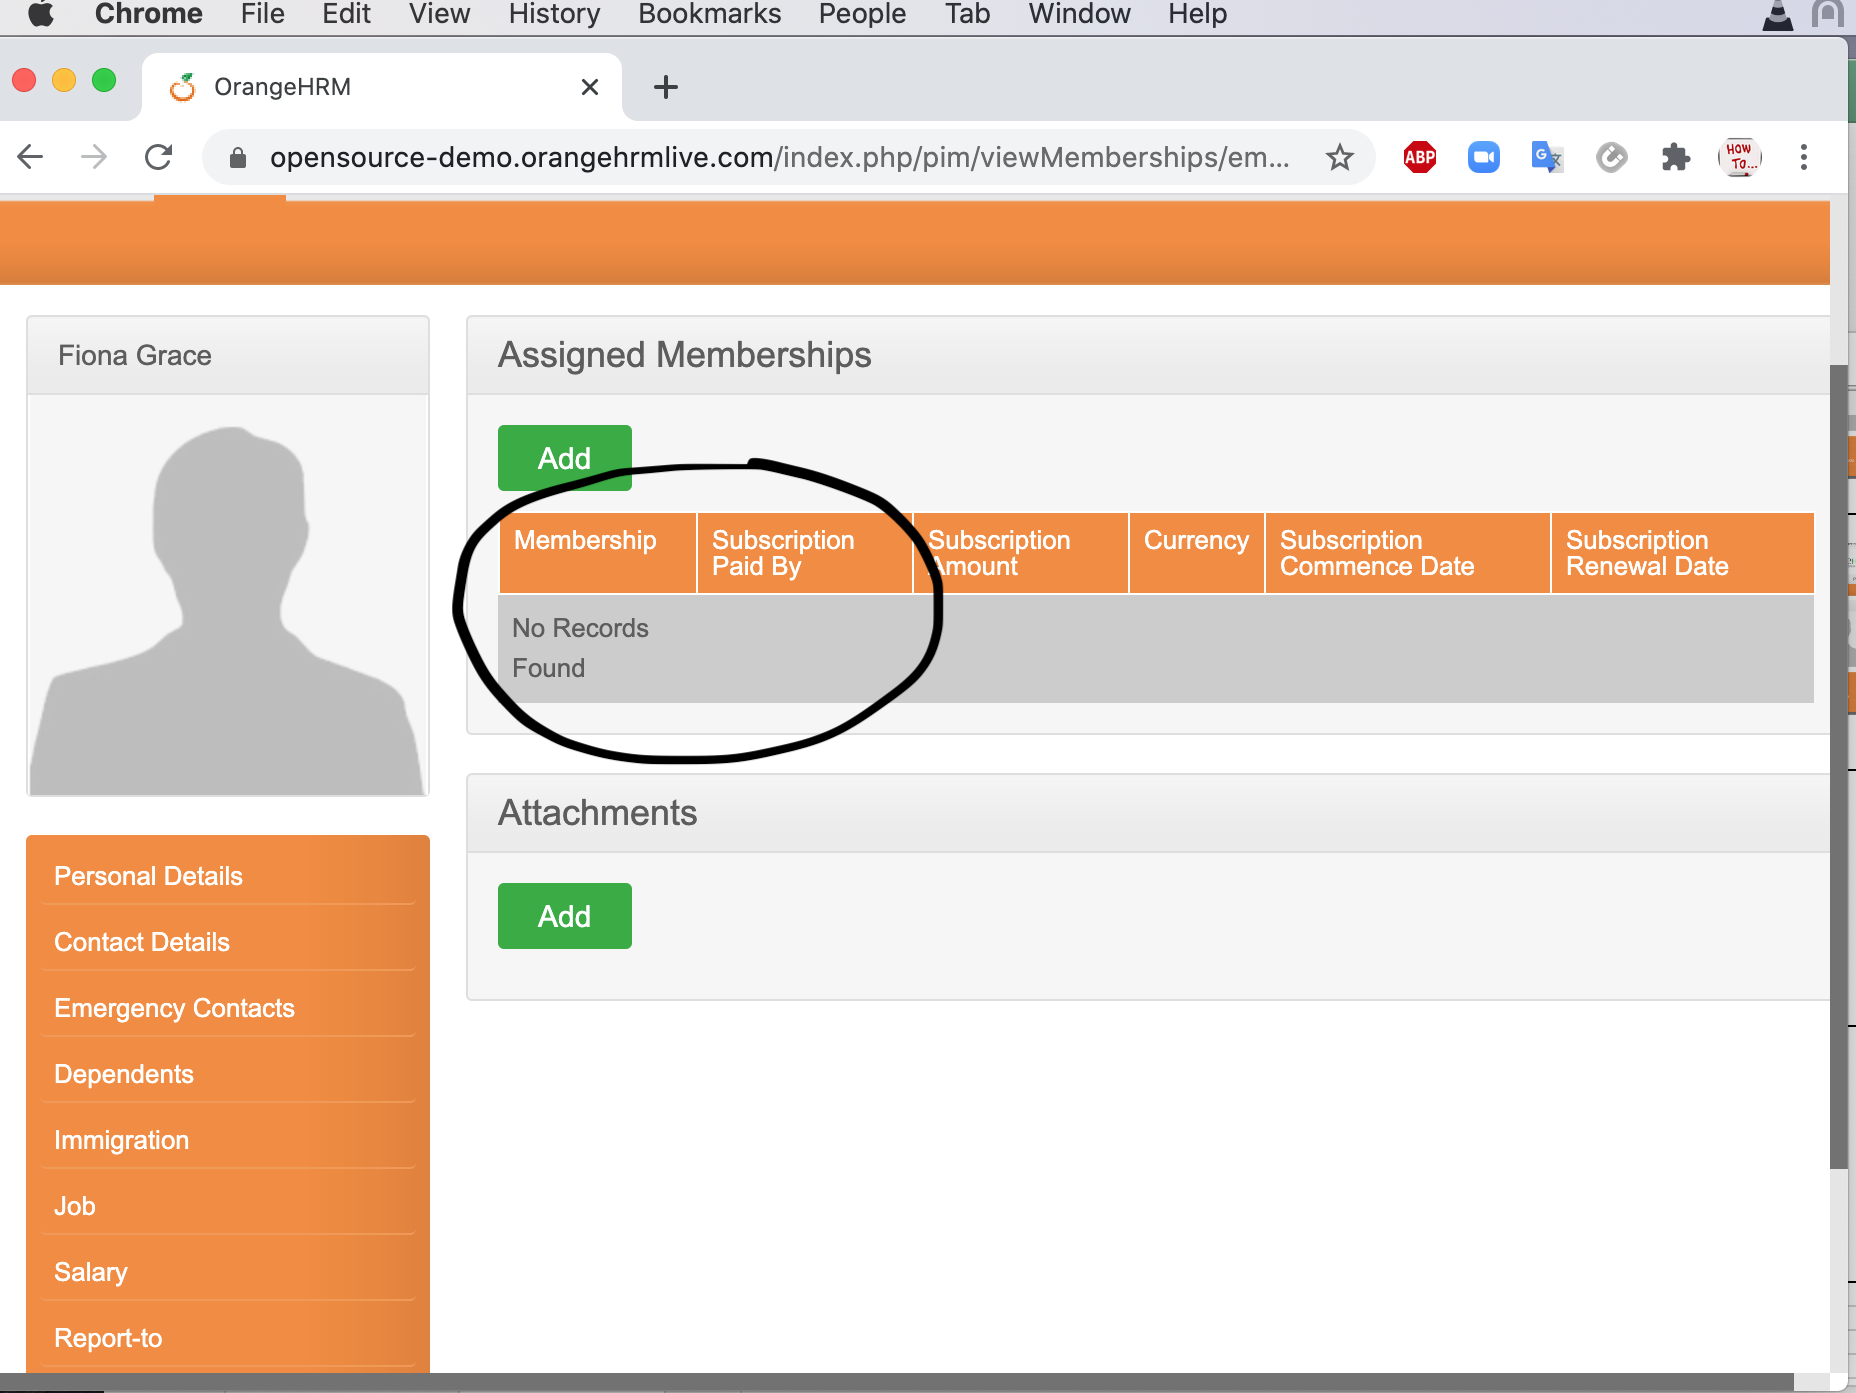 Chrome File Edit View History Bookmarks People Tab Window Help
OrangeHRM
opensource-demo.orangehrmlive.com/index.php/pim/viewMemberships/em...
ABP
G
HOW
TO...
Fiona Grace
Assigned Memberships
Add
Membership
Subscription
Paid By
Subscription
Amount
Currency
Subscription
Commence Date
Subscription
Renewal Date
No Records
Found
Attachments
Add
Personal Details
Contact Details
Emergency Contacts
Dependents
Immigration
Job
Salary
Report-to